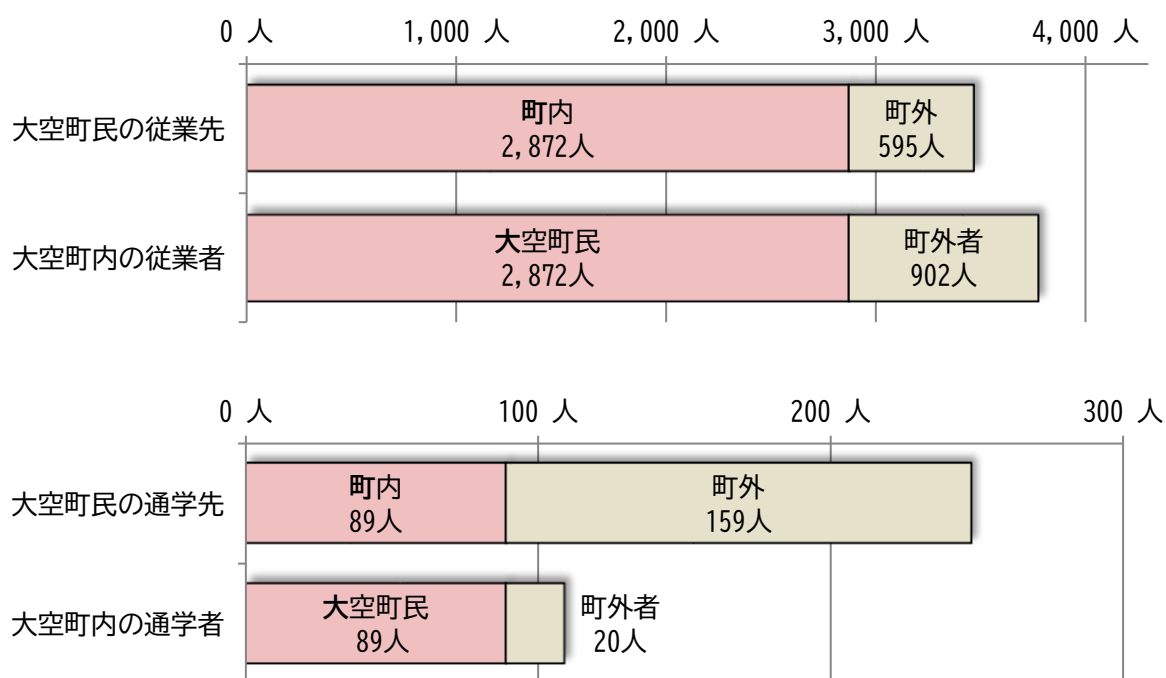 0 人 1,000 人 2,000 人 3,000 人 4,000 人
大空町民の従業先
町内
2,872人
町外
595人
大空町内の従業者
大空町民
2,872人
町外者
902人
0 人 100 人 200 人 300 人
大空町民の通学先
町内
89人
町外
159人
大空町内の通学者
大空町民
89人
町外者
20人